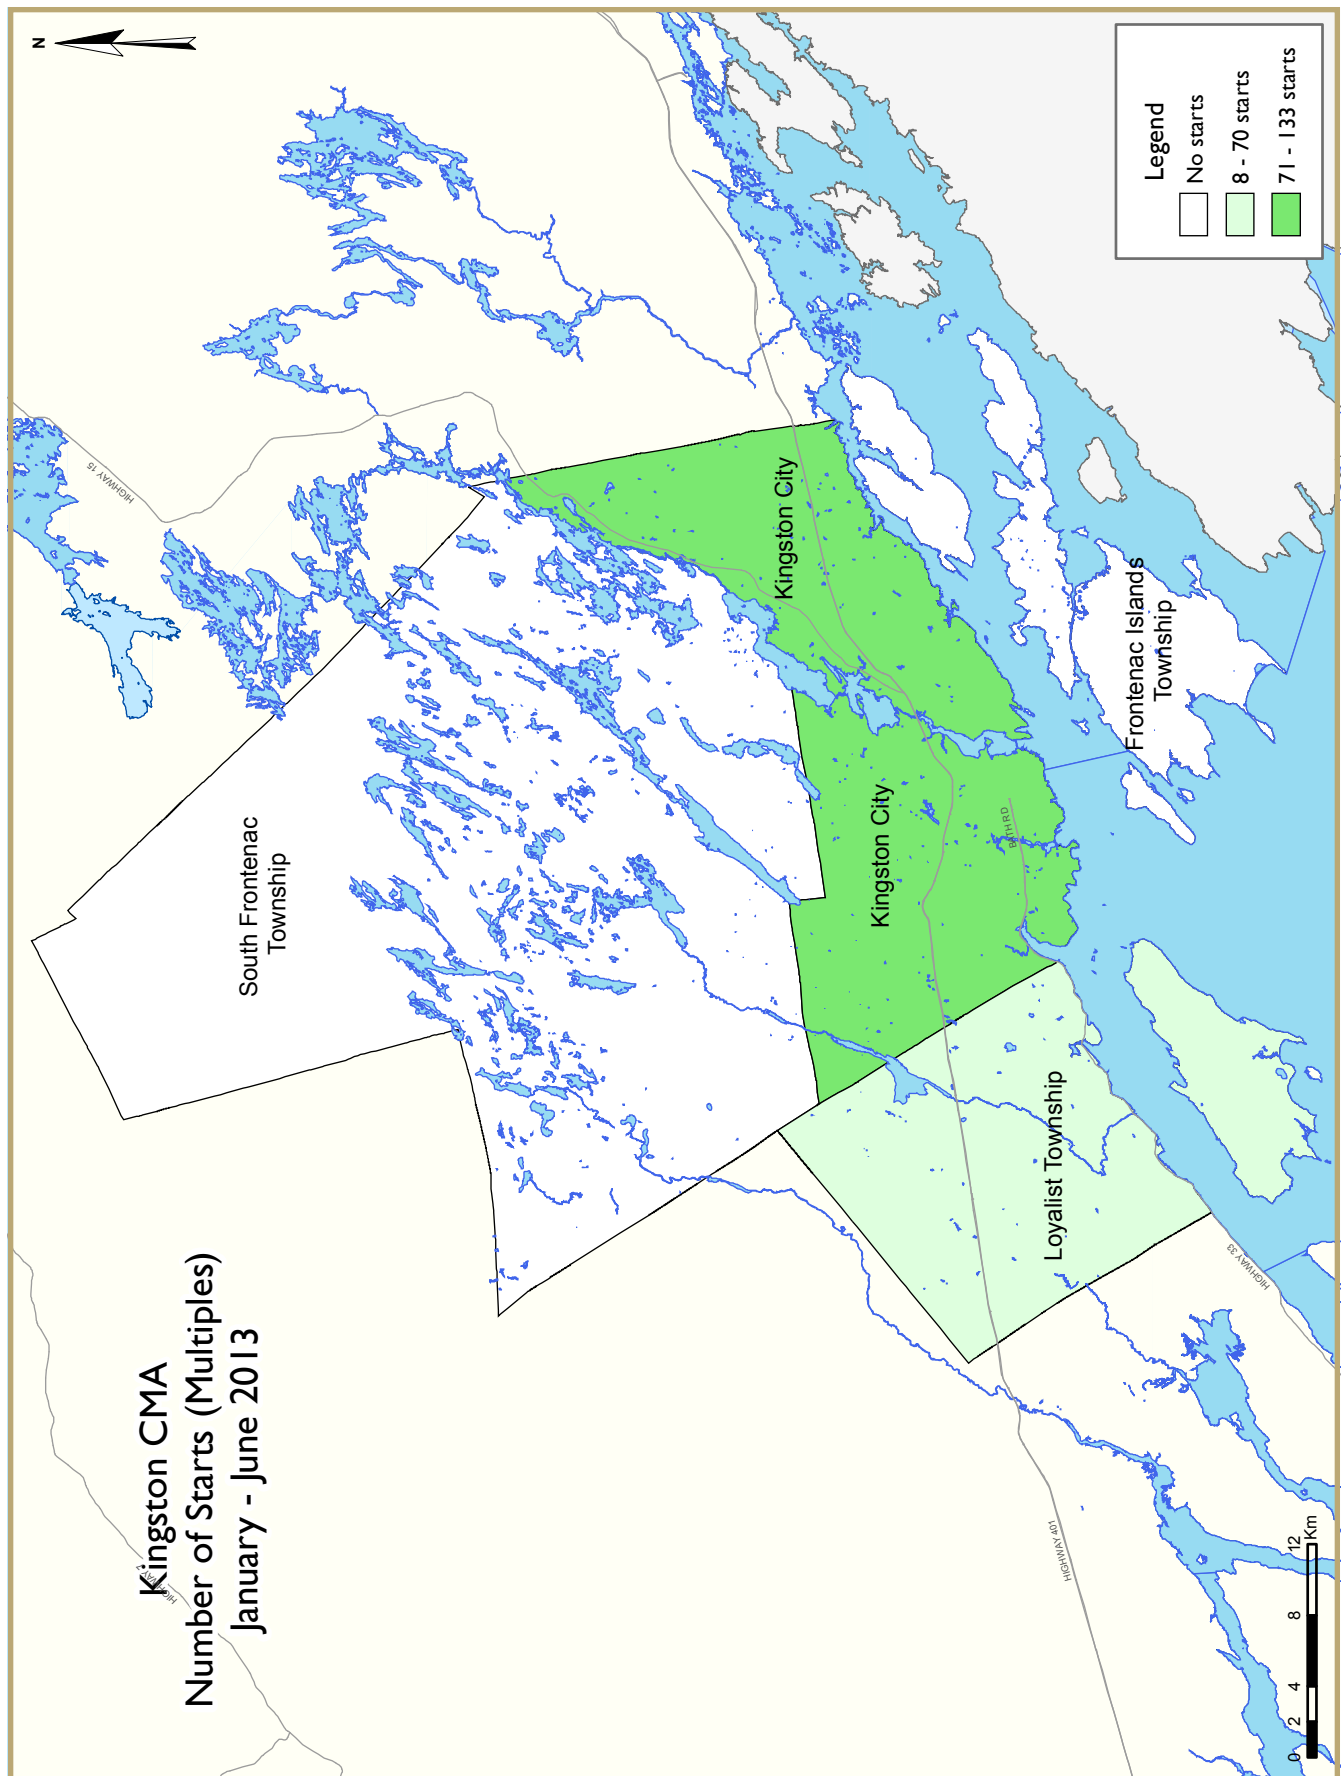 Kingston CMA
Number of Starts (Multiples)
January - June 2013
N
HIGHWAY 7
HIGHWAY 15
South Frontenac
Township
Kingston City
Kingston City
BATH RD
Frontenac Islands
Township
Loyalist Township
HIGHWAY 33
HIGHWAY 401
Legend
No starts
8 - 70 starts
71 - 133 starts
0 2 4 8 12
Km